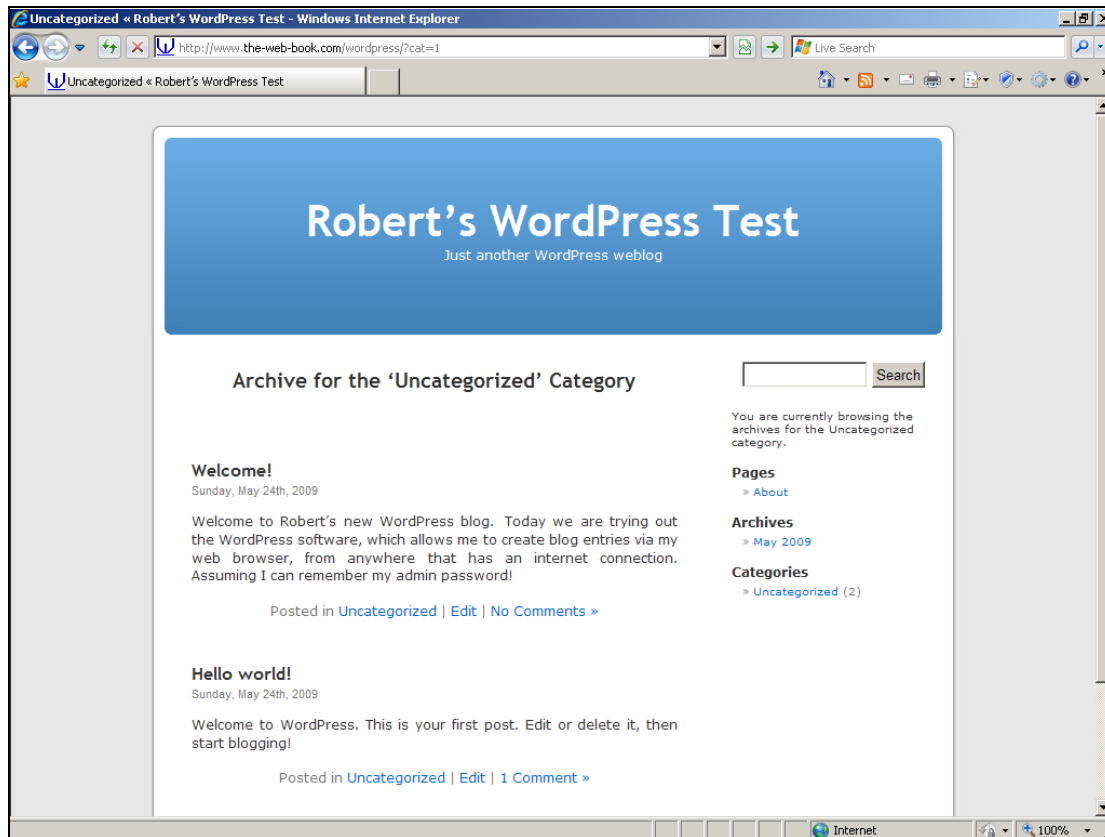 Uncategorized « Robert's WordPress Test - Windows Internet Explorer
http://www.the-web-book.com/wordpress/?cat=1
Live Search
Uncategorized « Robert's WordPress Test
Robert's WordPress Test
Just another WordPress weblog
Archive for the ‘Uncategorized’ Category
Welcome!
Sunday, May 24th, 2009
Welcome to Robert's new WordPress blog. Today we are trying out
the WordPress software, which allows me to create blog entries via my
web browser, from anywhere that has an internet connection.
Assuming I can remember my admin password!
Posted in Uncategorized | Edit | No Comments »
Hello world!
Sunday, May 24th, 2009
Welcome to WordPress. This is your first post. Edit or delete it, then
start blogging!
Posted in Uncategorized | Edit | 1 Comment »
Search
You are currently browsing the
archives for the Uncategorized
category.
Pages
» About
Archives
» May 2009
Categories
» Uncategorized (2)
Internet
100%